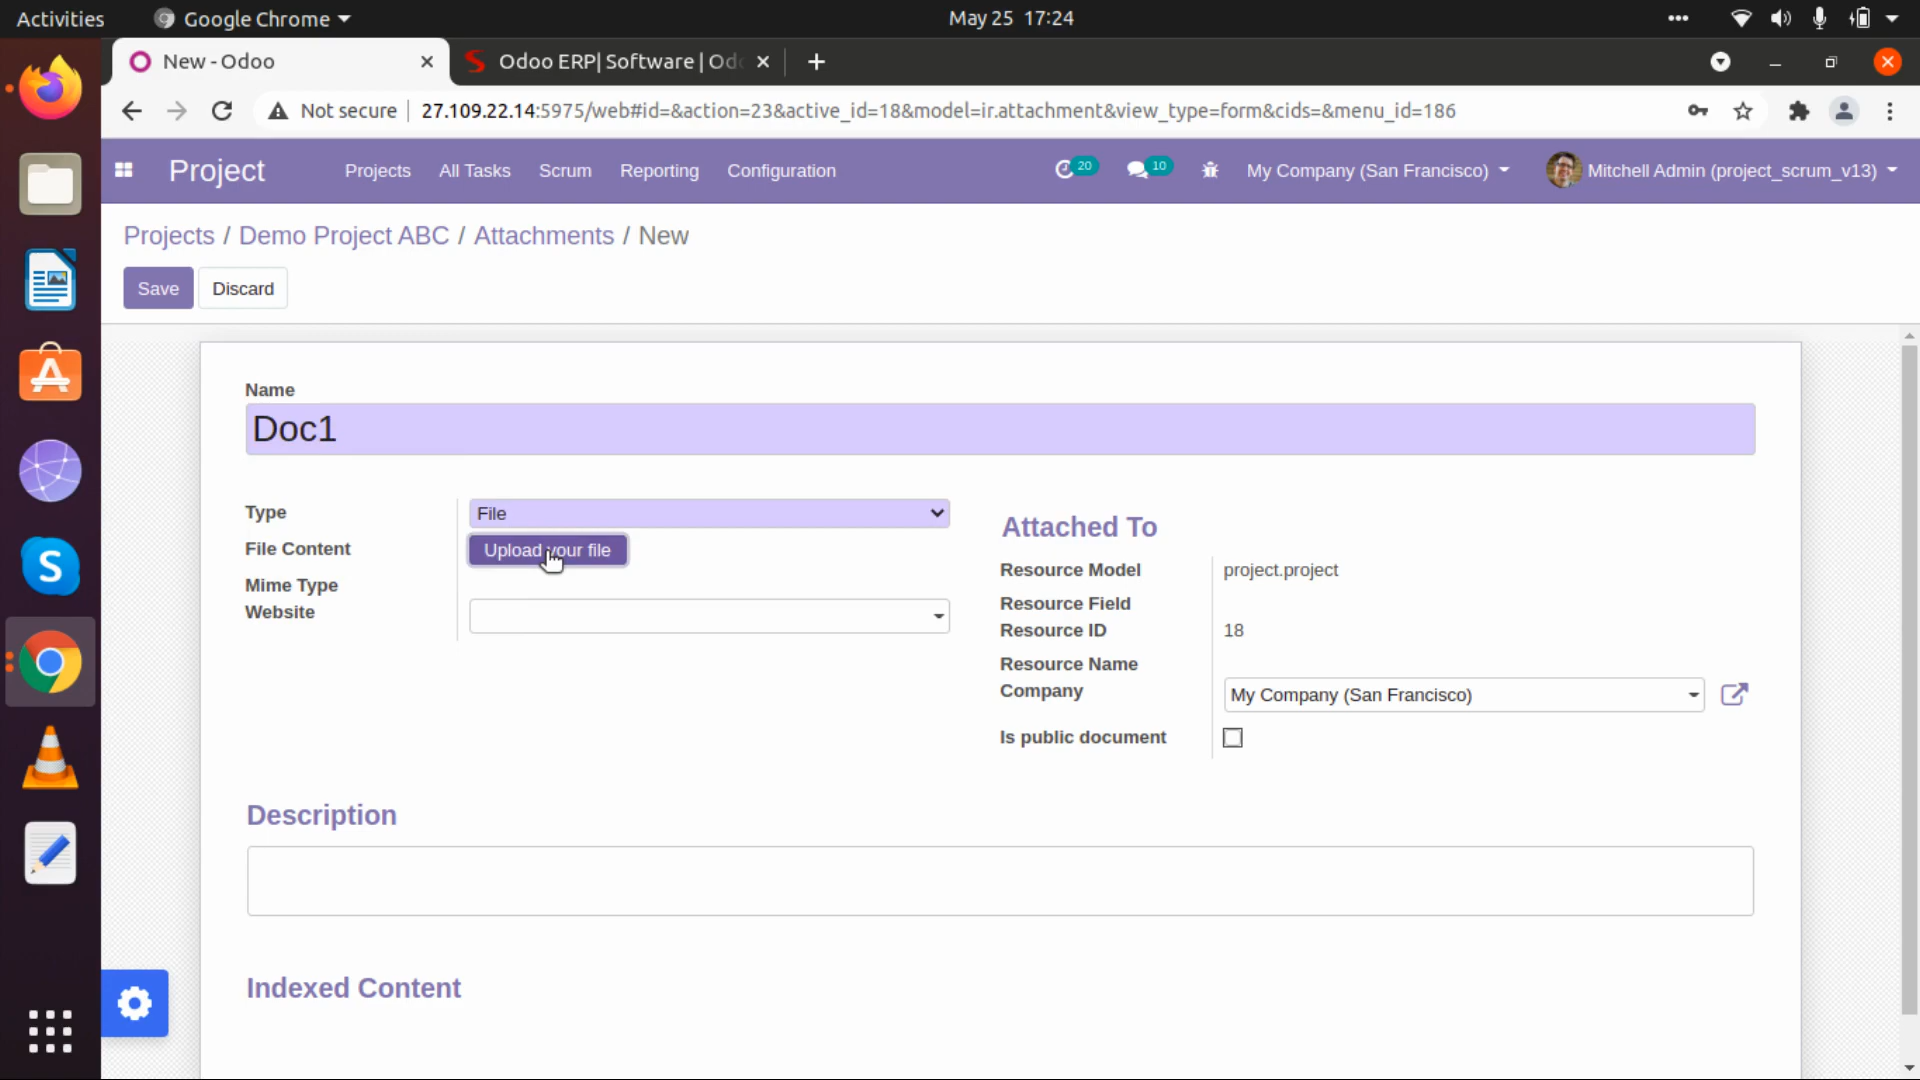 Activities Google Chrome May 25 17:24
New - Odoo Odoo ERP| Software | Od
Not secure 27.109.22.14:5975/web#id=&action=23&active_id=18&model=ir.attachment&view_type=form&cids=&menu_id=186
Project Projects All Tasks Scrum Reporting Configuration 20 10 My Company (San Francisco) Mitchell Admin (project_scrum_v13)
Projects / Demo Project ABC / Attachments / New
Save Discard
Name
Doc1
Type File
File Content Upload your file
Mime Type
Website
Attached To
Resource Model project.project
Resource Field
Resource ID 18
Resource Name
Company My Company (San Francisco)
Is public document
Description
Indexed Content